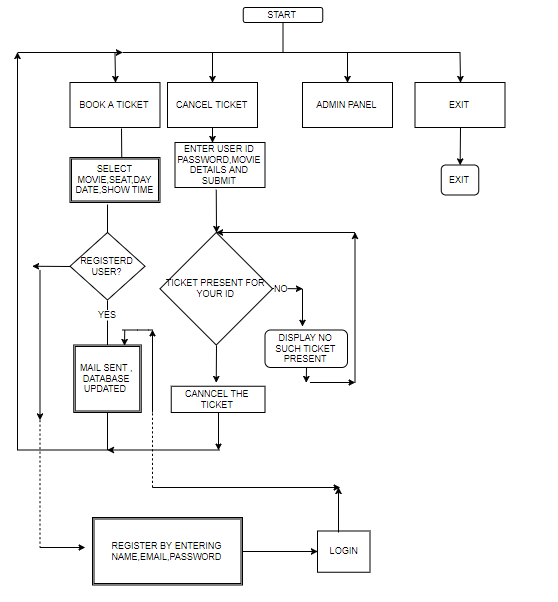 START
BOOK A TICKET
CANCEL TICKET
ADMIN PANEL
EXIT
SELECT
MOVIE,SEAT,DAY
DATE,SHOW TIME
ENTER USER ID
PASSWORD,MOVIE
DETAILS AND
SUBMIT
EXIT
REGISTERD
USER?
TICKET PRESENT FOR
YOUR ID
NO
YES
DISPLAY NO
SUCH TICKET
PRESENT
MAIL SENT ,
DATABASE
UPDATED
CANNCEL THE
TICKET
REGISTER BY ENTERING
NAME,EMAIL,PASSWORD
LOGIN